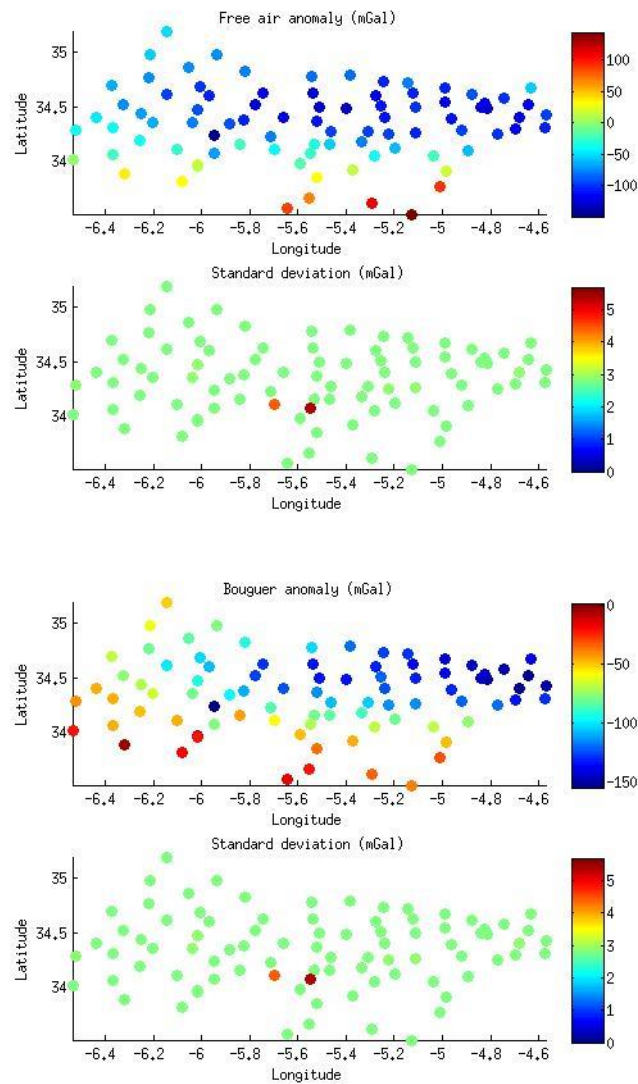 Free air anomaly (mGal)
35
34.5
34
Latitude
100
50
0
-50
-100
-6.4 -6.2 -6 -5.8 -5.6 -5.4 -5.2 -5 -4.8 -4.6
Longitude
Standard deviation (mGal)
35
34.5
34
Latitude
5
4
3
2
1
0
-6.4 -6.2 -6 -5.8 -5.6 -5.4 -5.2 -5 -4.8 -4.6
Longitude
Bouguer anomaly (mGal)
35
34.5
34
Latitude
0
-50
-100
-150
-6.4 -6.2 -6 -5.8 -5.6 -5.4 -5.2 -5 -4.8 -4.6
Longitude
Standard deviation (mGal)
35
34.5
34
Latitude
5
4
3
2
1
0
-6.4 -6.2 -6 -5.8 -5.6 -5.4 -5.2 -5 -4.8 -4.6
Longitude